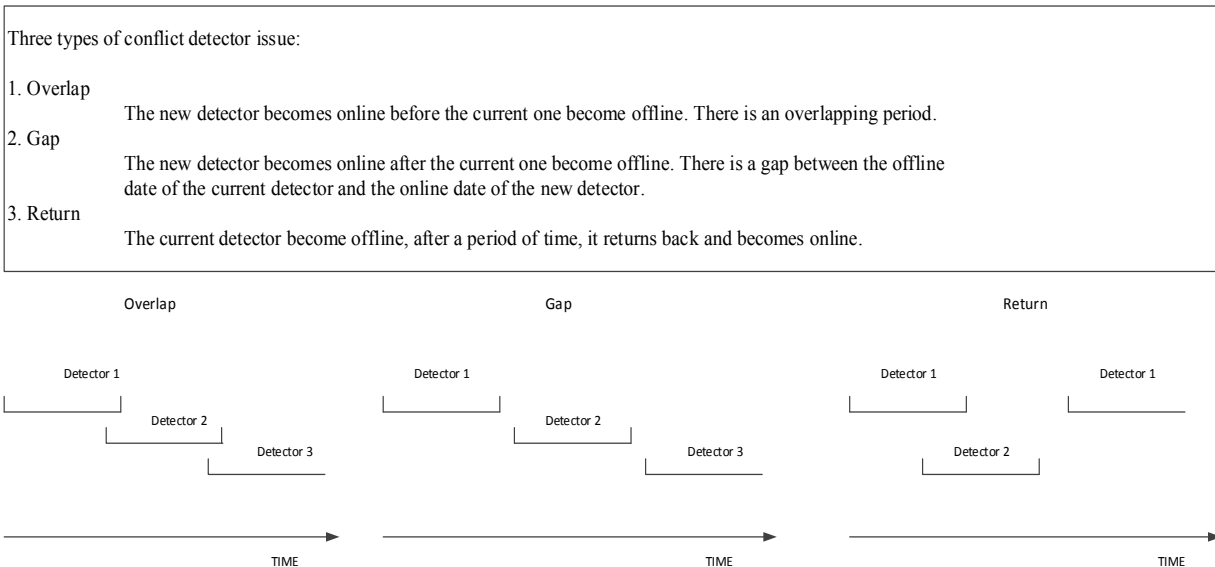 Three types of conflict detector issue:
1. Overlap
The new detector becomes online before the current one become offline. There is an overlapping period.
2. Gap
The new detector becomes online after the current one become offline. There is a gap between the offline
date of the current detector and the online date of the new detector.
3. Return
The current detector become offline, after a period of time, it returns back and becomes online.
Overlap
Detector 1
Detector 2
Detector 3
TIME
Gap
Detector 1
Detector 2
Detector 3
TIME
Return
Detector 1
Detector 1
Detector 2
TIME